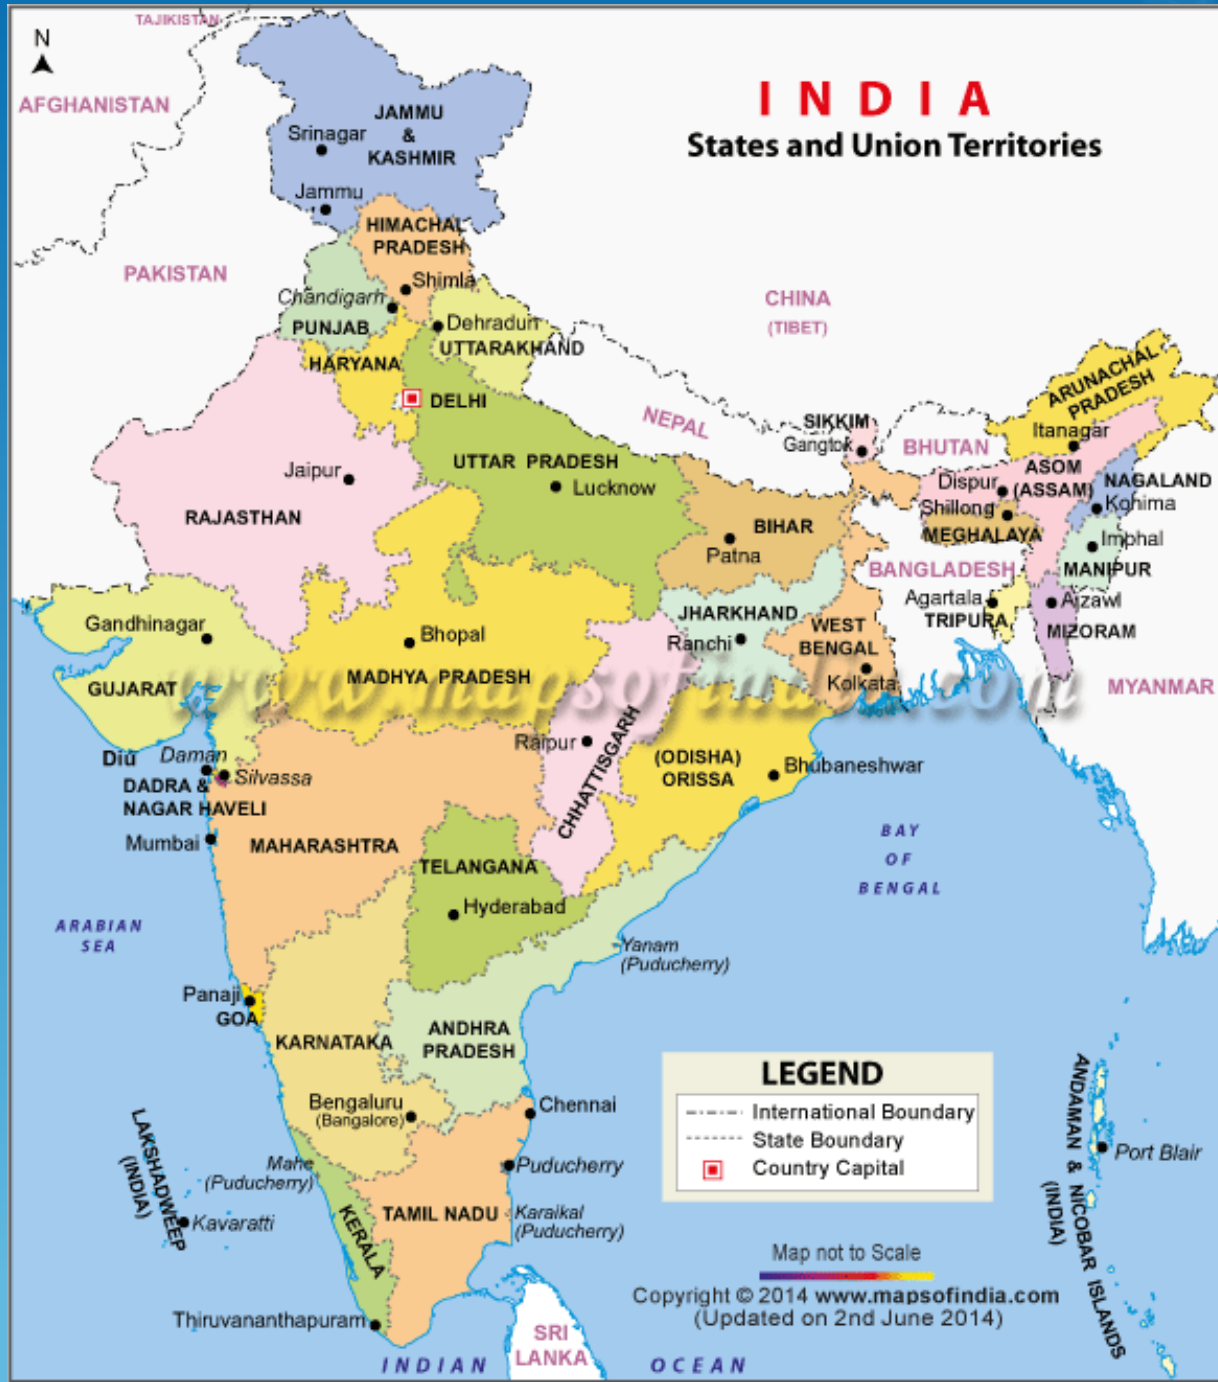 TAJIKISTAN
N
AFGHANISTAN
INDIA
States and Union Territories
JAMMU
&
KASHMIR
Srinagar
Jammu
HIMACHAL
PRADESH
PAKISTAN
Shimla
Chandigarh
PUNJAB
CHINA
(TIBET)
Dehradun
UTTARAKHAND
HARYANA
DELHI
ARUNACHAL
PRADESH
NEPAL
SIKKIM
Gangtok
BHUTAN
Itanagar
UTTAR PRADESH
Lucknow
Jaipur
RAJASTHAN
ASOM
(ASSAM)
Dispur
NAGALAND
Kohima
Shillong
MEGHALAYA
BIHAR
Patna
Imphal
MANIPUR
BANGLADESH
Agartala
TRIPURA
Aizawl
MIZORAM
JHARKHAND
Ranchi
WEST
BENGAL
Kolkata
Gandhinagar
GUJARAT
Bhopal
MADHYA PRADESH
www.mapsofindia.com
MYANMAR
Diu
Daman
Silvassa
DADRA &
NAGAR HAVELI
Raipur
CHHATTISGARH
(ODISHA)
ORISSA
Bhubaneshwar
Mumbai
MAHARASHTRA
TELANGANA
Hyderabad
BAY
OF
BENGAL
ARABIAN
SEA
Yanam
(Puducherry)
Panaji
GOA
KARNATAKA
ANDHRA
PRADESH
Bengaluru
(Bangalore)
Chennai
LEGEND
International Boundary
State Boundary
Country Capital
ANDAMAN & NICOBAR ISLANDS
(INDIA)
Port Blair
LAKSHADWEEP
(INDIA)
Kavaratti
Mahe
(Puducherry)
Puducherry
KERALA
TAMIL NADU
Karaikal
(Puducherry)
Map not to Scale
Copyright © 2014 www.mapsofindia.com
(Updated on 2nd June 2014)
Thiruvananthapuram
SRI
LANKA
INDIAN OCEAN